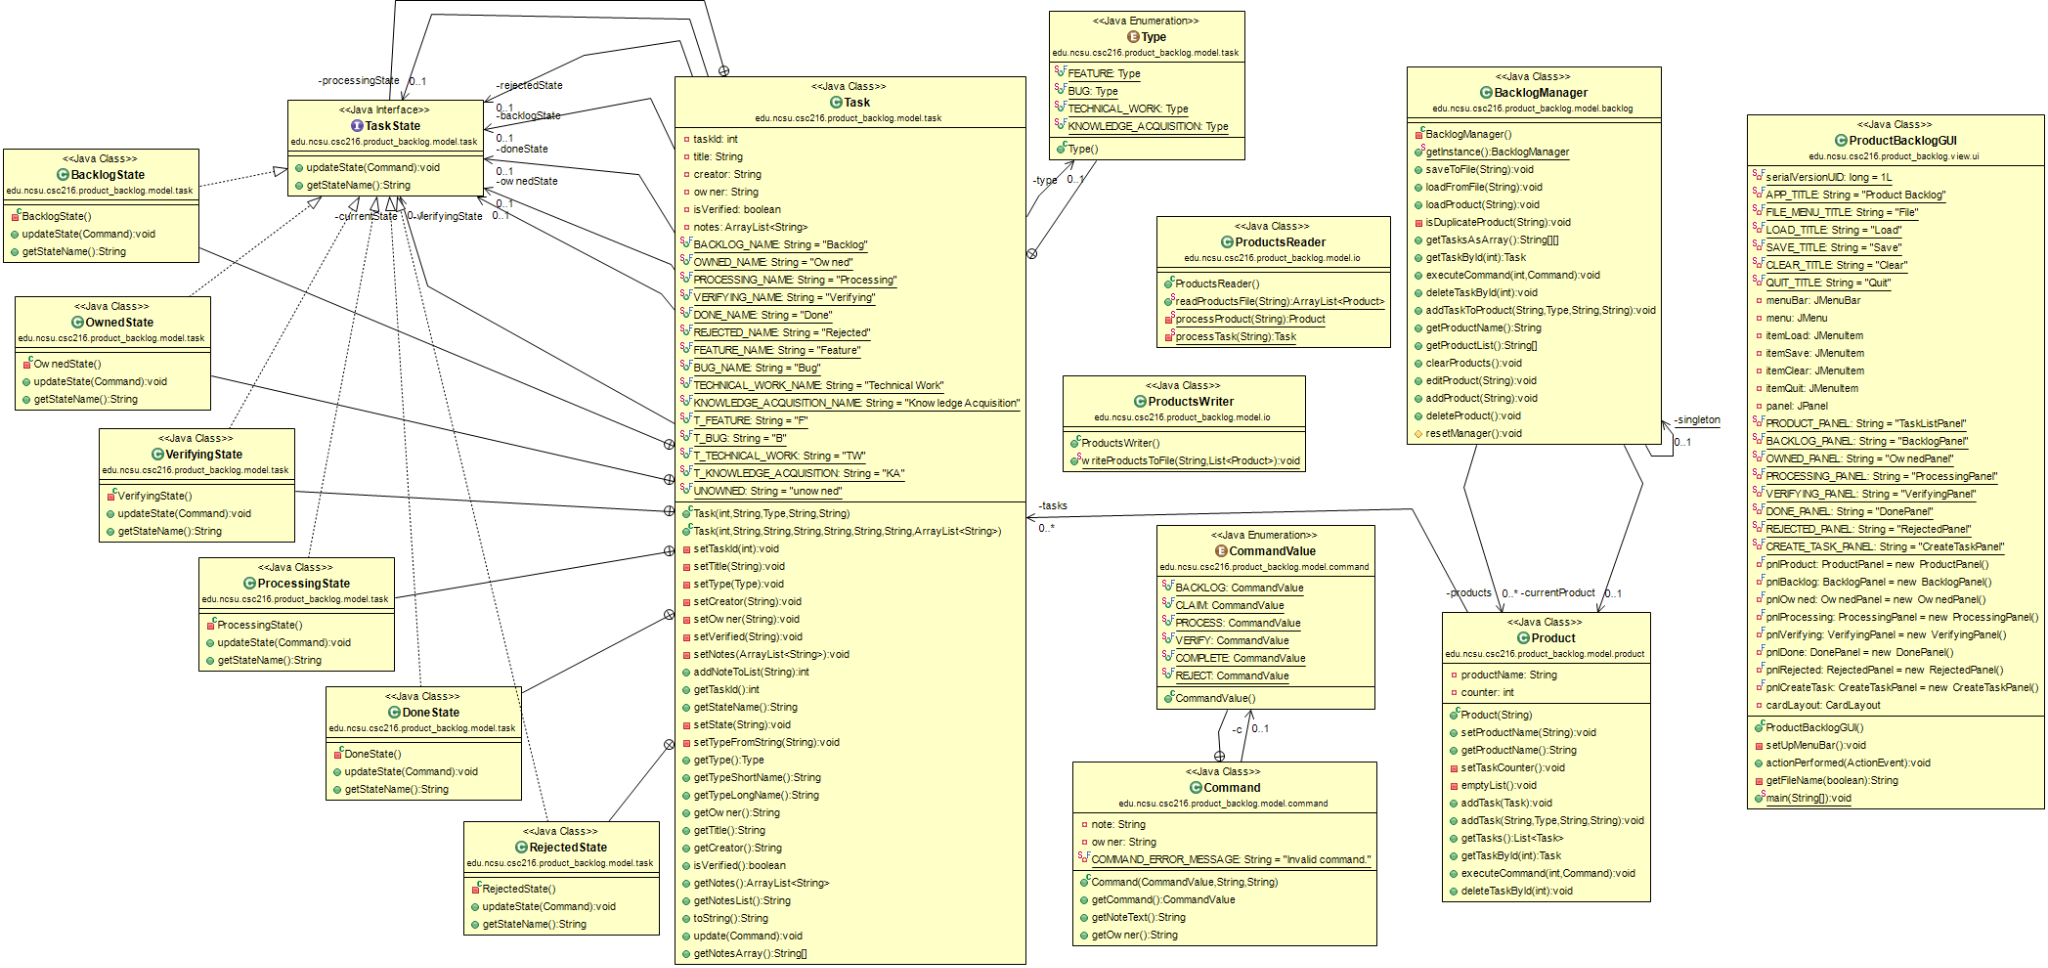 -processingState
0..1
-rejectedState
0..1
-backlogState
0..1
-doneState
0..1
-ownedState
0..1
-currentState
-verifyingState
0..1
<<Java Interface>>
TaskState
edu.ncsu.csc216.product_backlog.model.task
updateState(Command):void
getStateName():String
<<Java Class>>
BacklogState
edu.ncsu.csc216.product_backlog.model.task
BacklogState()
updateState(Command):void
getStateName():String
<<Java Class>>
OwnedState
edu.ncsu.csc216.product_backlog.model.task
OwnedState()
updateState(Command):void
getStateName():String
<<Java Class>>
VerifyingState
edu.ncsu.csc216.product_backlog.model.task
VerifyingState()
updateState(Command):void
getStateName():String
<<Java Class>>
ProcessingState
edu.ncsu.csc216.product_backlog.model.task
ProcessingState()
updateState(Command):void
getStateName():String
<<Java Class>>
DoneState
edu.ncsu.csc216.product_backlog.model.task
DoneState()
updateState(Command):void
getStateName():String
<<Java Class>>
RejectedState
edu.ncsu.csc216.product_backlog.model.task
RejectedState()
updateState(Command):void
getStateName():String
<<Java Class>>
Task
edu.ncsu.csc216.product_backlog.model.task
taskId: int
title: String
creator: String
owner: String
isVerified: boolean
notes: ArrayList<String>
BACKLOG_NAME: String = "Backlog"
OWNED_NAME: String = "Owned"
PROCESSING_NAME: String = "Processing"
VERIFYING_NAME: String = "Verifying"
DONE_NAME: String = "Done"
REJECTED_NAME: String = "Rejected"
FEATURE_NAME: String = "Feature"
BUG_NAME: String = "Bug"
TECHNICAL_WORK_NAME: String = "Technical Work"
KNOWLEDGE_ACQUISITION_NAME: String = "Knowledge Acquisition"
T_FEATURE: String = "F"
T_BUG: String = "B"
T_TECHNICAL_WORK: String = "TW"
T_KNOWLEDGE_ACQUISITION: String = "KA"
UNOWNED: String = "unowned"
Task(int,String,Type,String,String)
Task(int,String,String,String,String,String,String,ArrayList<String>)
setTaskId(int):void
setTitle(String):void
setType(Type):void
setCreator(String):void
setOwner(String):void
setVerified(String):void
setNotes(ArrayList<String>):void
addNoteToList(String):int
getTaskId():int
getStateName():String
setState(String):void
setTypeFromString(String):void
getType():Type
getTypeShortName():String
getTypeLongName():String
getOwner():String
getTitle():String
getCreator():String
isVerified():boolean
getNotes():ArrayList<String>
getNotesList():String
toString():String
update(Command):void
getNotesArray():String[]
<<Java Enumeration>>
Type
edu.ncsu.csc216.product_backlog.model.task
FEATURE: Type
BUG: Type
TECHNICAL_WORK: Type
KNOWLEDGE_ACQUISITION: Type
Type()
-type
0..1
<<Java Class>>
ProductsReader
edu.ncsu.csc216.product_backlog.model.io
ProductsReader()
readProductsFile(String):ArrayList<Product>
processProduct(String):Product
processTask(String):Task
<<Java Class>>
ProductsWriter
edu.ncsu.csc216.product_backlog.model.io
ProductsWriter()
writeProductsToFile(String,List<Product>):void
-tasks
0..*
<<Java Enumeration>>
CommandValue
edu.ncsu.csc216.product_backlog.model.command
BACKLOG: CommandValue
CLAIM: CommandValue
PROCESS: CommandValue
VERIFY: CommandValue
COMPLETE: CommandValue
REJECT: CommandValue
CommandValue()
-c
0..1
<<Java Class>>
Command
edu.ncsu.csc216.product_backlog.model.command
note: String
owner: String
COMMAND_ERROR_MESSAGE: String = "Invalid command."
Command(CommandValue,String,String)
getCommand():CommandValue
getNoteText():String
getOwner():String
<<Java Class>>
BacklogManager
edu.ncsu.csc216.product_backlog.model.backlog
BacklogManager()
getInstance():BacklogManager
saveToFile(String):void
loadFromFile(String):void
loadProduct(String):void
isDuplicateProduct(String):void
getTasksAsArray():String[][]
getTaskById(int):Task
executeCommand(int,Command):void
deleteTaskById(int):void
addTaskToProduct(String,Type,String,String):void
getProductName():String
getProductList():String[]
clearProducts():void
editProduct(String):void
addProduct(String):void
deleteProduct():void
resetManager():void
-singleton
0..1
-products
0..*
-currentProduct
0..1
<<Java Class>>
Product
edu.ncsu.csc216.product_backlog.model.product
productName: String
counter: int
Product(String)
setProductName(String):void
getProductName():String
setTaskCounter():void
emptyList():void
addTask(Task):void
addTask(String,Type,String,String):void
getTasks():List<Task>
getTaskById(int):Task
executeCommand(int,Command):void
deleteTaskById(int):void
<<Java Class>>
ProductBacklogGUI
edu.ncsu.csc216.product_backlog.view.ui
serialVersionUID: long = 1L
APP_TITLE: String = "Product Backlog"
FILE_MENU_TITLE: String = "File"
LOAD_TITLE: String = "Load"
SAVE_TITLE: String = "Save"
CLEAR_TITLE: String = "Clear"
QUIT_TITLE: String = "Quit"
menuBar: JMenuBar
menu: JMenu
itemLoad: JMenuItem
itemSave: JMenuItem
itemClear: JMenuItem
itemQuit: JMenuItem
panel: JPanel
PRODUCT_PANEL: String = "TaskListPanel"
BACKLOG_PANEL: String = "BacklogPanel"
OWNED_PANEL: String = "OwnedPanel"
PROCESSING_PANEL: String = "ProcessingPanel"
VERIFYING_PANEL: String = "VerifyingPanel"
DONE_PANEL: String = "DonePanel"
REJECTED_PANEL: String = "RejectedPanel"
CREATE_TASK_PANEL: String = "CreateTaskPanel"
pnlProduct: ProductPanel = new ProductPanel()
pnlBacklog: BacklogPanel = new BacklogPanel()
pnlOwned: OwnedPanel = new OwnedPanel()
pnlProcessing: ProcessingPanel = new ProcessingPanel()
pnlVerifying: VerifyingPanel = new VerifyingPanel()
pnlDone: DonePanel = new DonePanel()
pnlRejected: RejectedPanel = new RejectedPanel()
pnlCreateTask: CreateTaskPanel = new CreateTaskPanel()
cardLayout: CardLayout
ProductBacklogGUI()
setUpMenuBar():void
actionPerformed(ActionEvent):void
getFileName(boolean):String
main(String[]):void